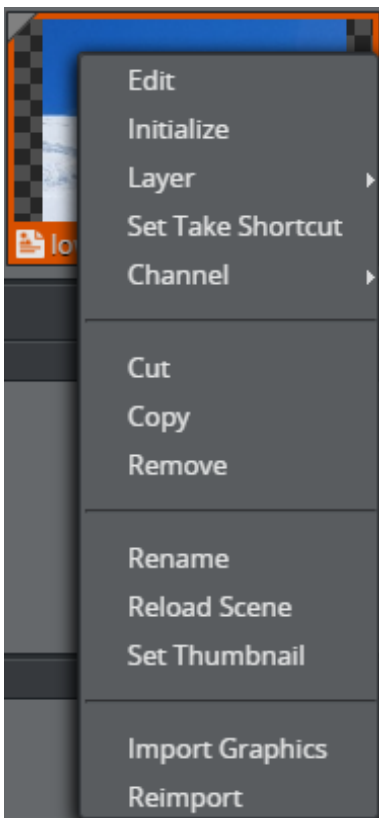 Edit
Initialize
Layer
Set Take Shortcut
Channel
Cut
Copy
Remove
Rename
Reload Scene
Set Thumbnail
Import Graphics
Reimport